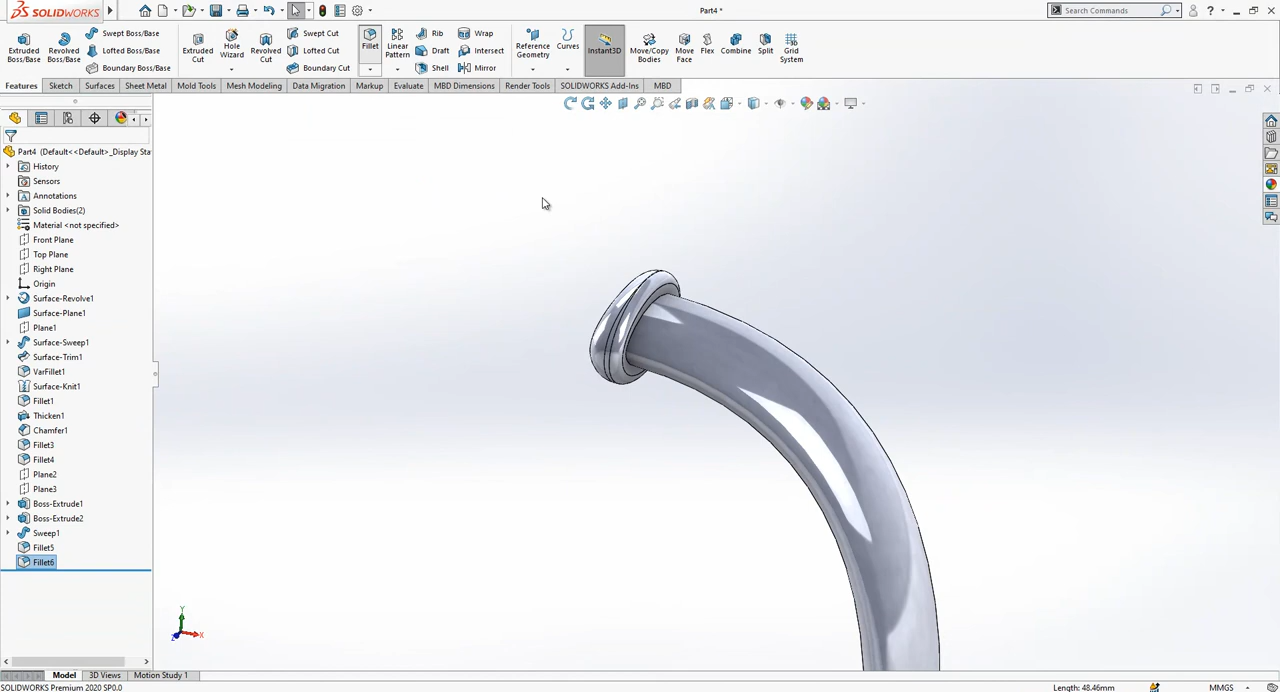 SOLIDWORKS
Part4 *
Search Commands
Extruded Boss/Base
Revolved Boss/Base
Swept Boss/Base
Lofted Boss/Base
Boundary Boss/Base
Extruded Cut
Hole Wizard
Revolved Cut
Swept Cut
Lofted Cut
Boundary Cut
Fillet
Linear Pattern
Rib
Draft
Shell
Wrap
Intersect
Mirror
Reference Geometry
Curves
Instant3D
Move/Copy Bodies
Move Face
Flex
Combine
Split
Grid System
Features
Sketch
Surfaces
Sheet Metal
Mold Tools
Mesh Modeling
Data Migration
Markup
Evaluate
MBD Dimensions
Render Tools
SOLIDWORKS Add-Ins
MBD
Part4 (Default<<Default>_Display Sta
History
Sensors
Annotations
Solid Bodies(2)
Material <not specified>
Front Plane
Top Plane
Right Plane
Origin
Surface-Revolve1
Surface-Plane1
Plane1
Surface-Sweep1
Surface-Trim1
VarFillet1
Surface-Knit1
Fillet1
Thicken1
Chamfer1
Fillet3
Fillet4
Plane2
Plane3
Boss-Extrude1
Boss-Extrude2
Sweep1
Fillet5
Fillet6
Y
X
Z
Model
3D Views
Motion Study 1
SOLIDWORKS Premium 2020 SP0.0
Length: 48.46mm
MMGS